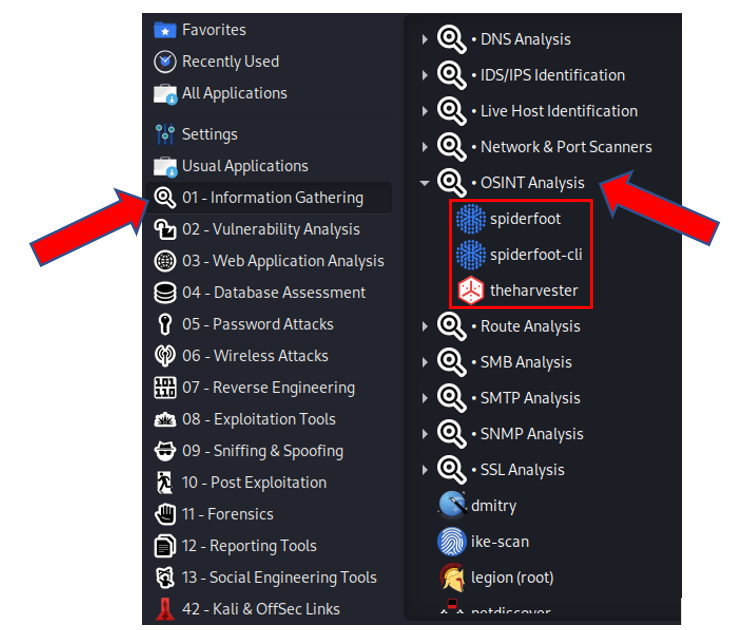 Favorites
Recently Used
All Applications
Settings
Usual Applications
01 - Information Gathering
02 - Vulnerability Analysis
03 - Web Application Analysis
04 - Database Assessment
05 - Password Attacks
06 - Wireless Attacks
07 - Reverse Engineering
08 - Exploitation Tools
09 - Sniffing & Spoofing
10 - Post Exploitation
11 - Forensics
12 - Reporting Tools
13 - Social Engineering Tools
42 - Kali & OffSec Links
• DNS Analysis
• IDS/IPS Identification
• Live Host Identification
• Network & Port Scanners
• OSINT Analysis
spiderfoot
spiderfoot-cli
theharvester
• Route Analysis
• SMB Analysis
• SMTP Analysis
• SNMP Analysis
• SSL Analysis
dmitry
ike-scan
legion (root)
netdiscover